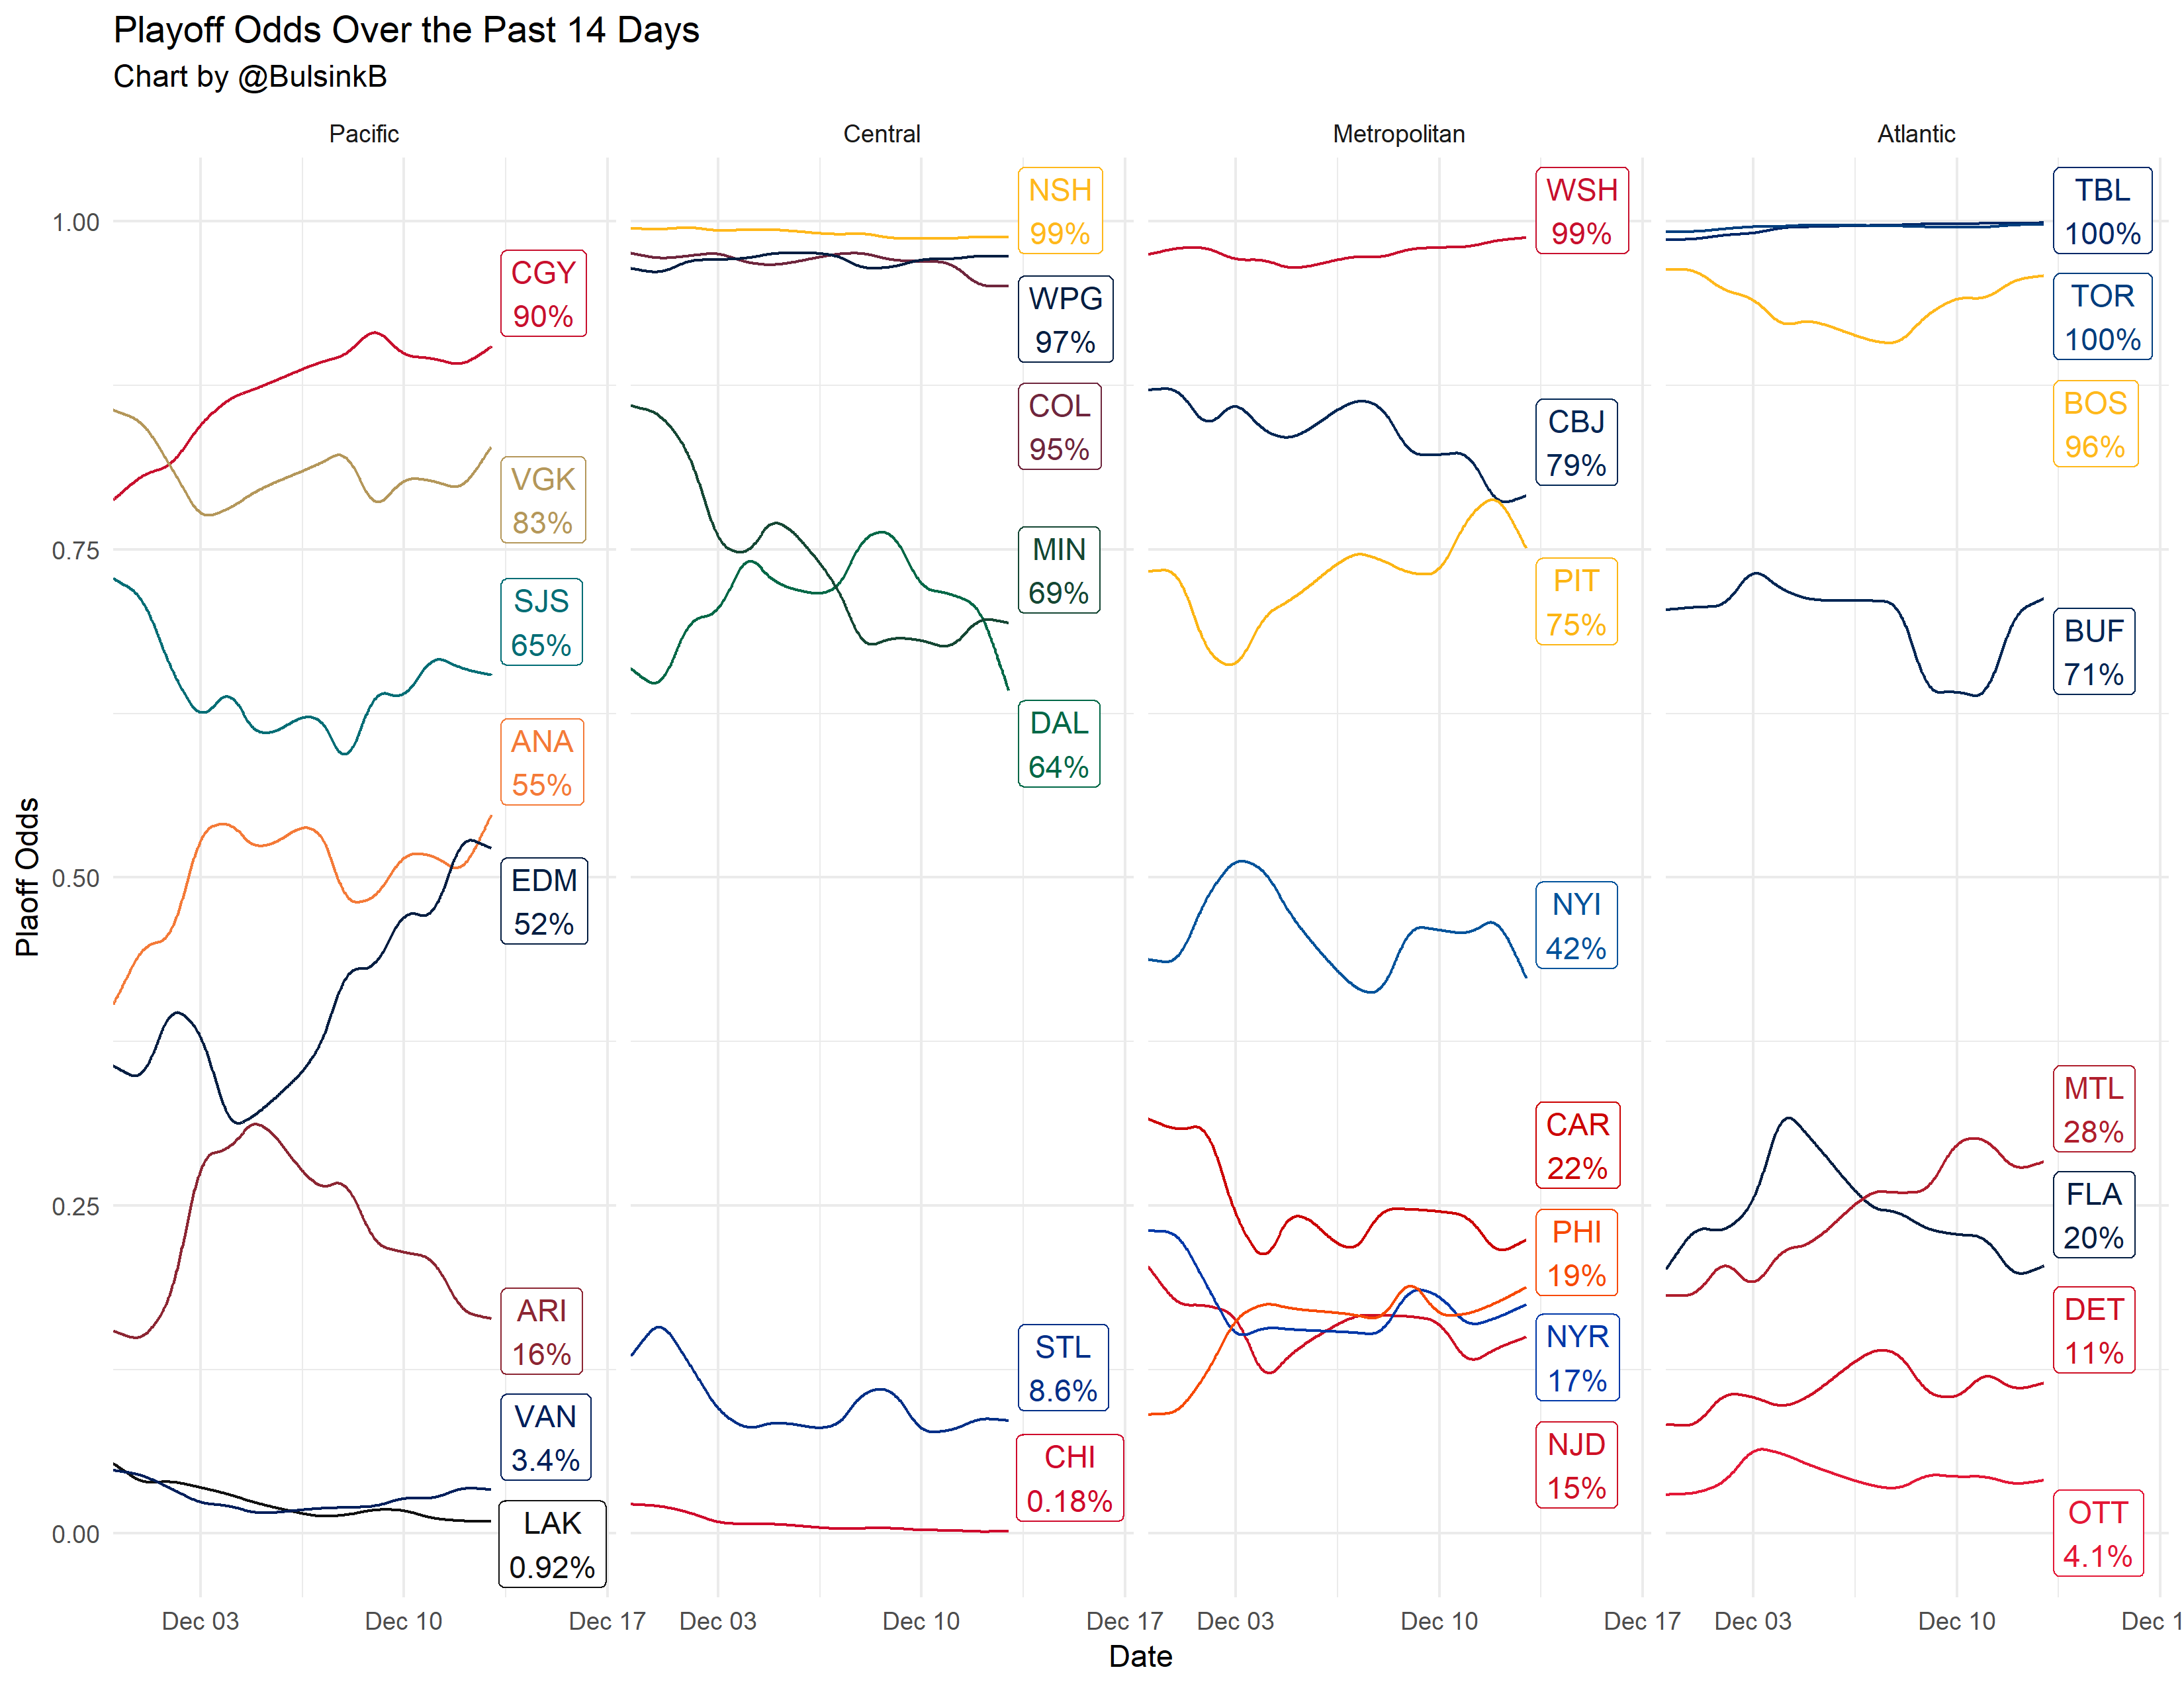 Playoff Odds Over the Past 14 Days
Chart by @BulsinkB
Pacific
Central
Metropolitan
Atlantic
Plaoff Odds
1.00
0.75
0.50
0.25
0.00
CGY
90%
VGK
83%
SJS
65%
ANA
55%
EDM
52%
ARI
16%
VAN
3.4%
LAK
0.92%
NSH
99%
WPG
97%
COL
95%
MIN
69%
DAL
64%
STL
8.6%
CHI
0.18%
WSH
99%
CBJ
79%
PIT
75%
NYI
42%
CAR
22%
PHI
19%
NYR
17%
NJD
15%
TBL
100%
TOR
100%
BOS
96%
BUF
71%
MTL
28%
FLA
20%
DET
11%
OTT
4.1%
Dec 03 Dec 10 Dec 17 Dec 03 Dec 10 Dec 17 Dec 03 Dec 10 Dec 17 Dec 03 Dec 10 Dec 1
Date